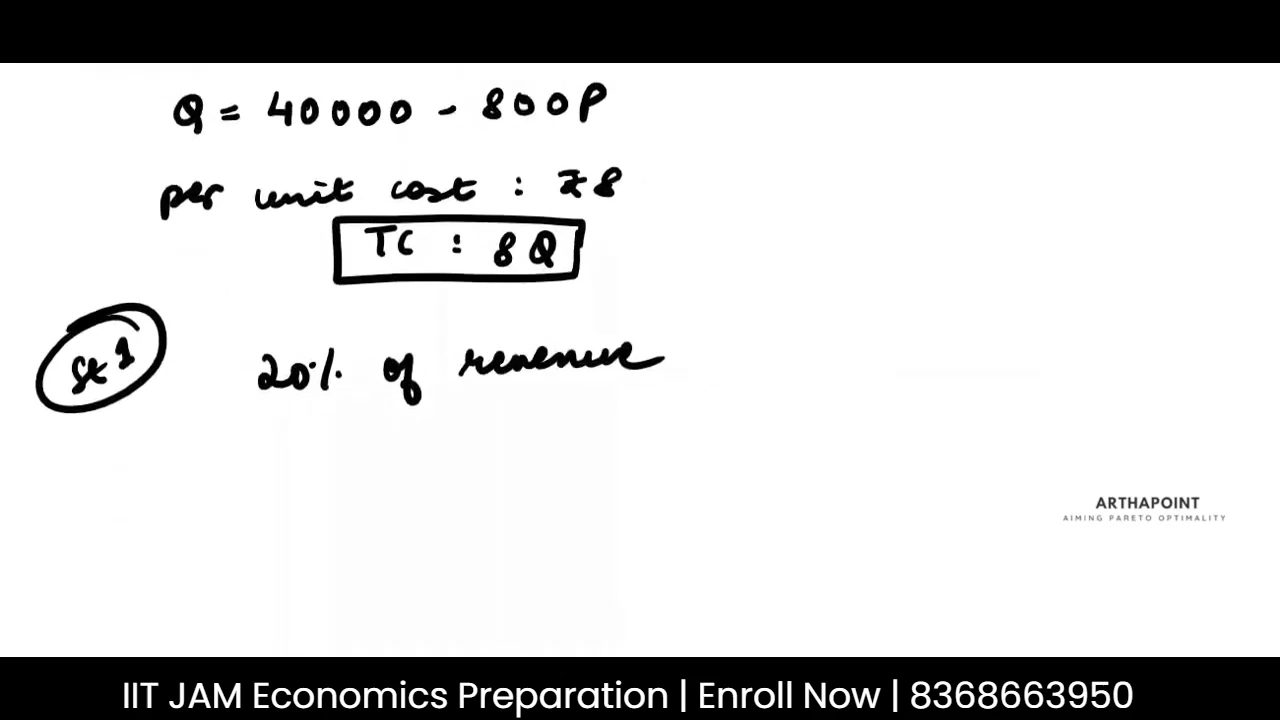 Q = 40000 - 800P
per unit cost : ₹8
TC : 8Q
St 1
20% of revenue
ARTHAPOINT
AIMING PARETO OPTIMALITY
IIT JAM Economics Preparation | Enroll Now | 8368663950